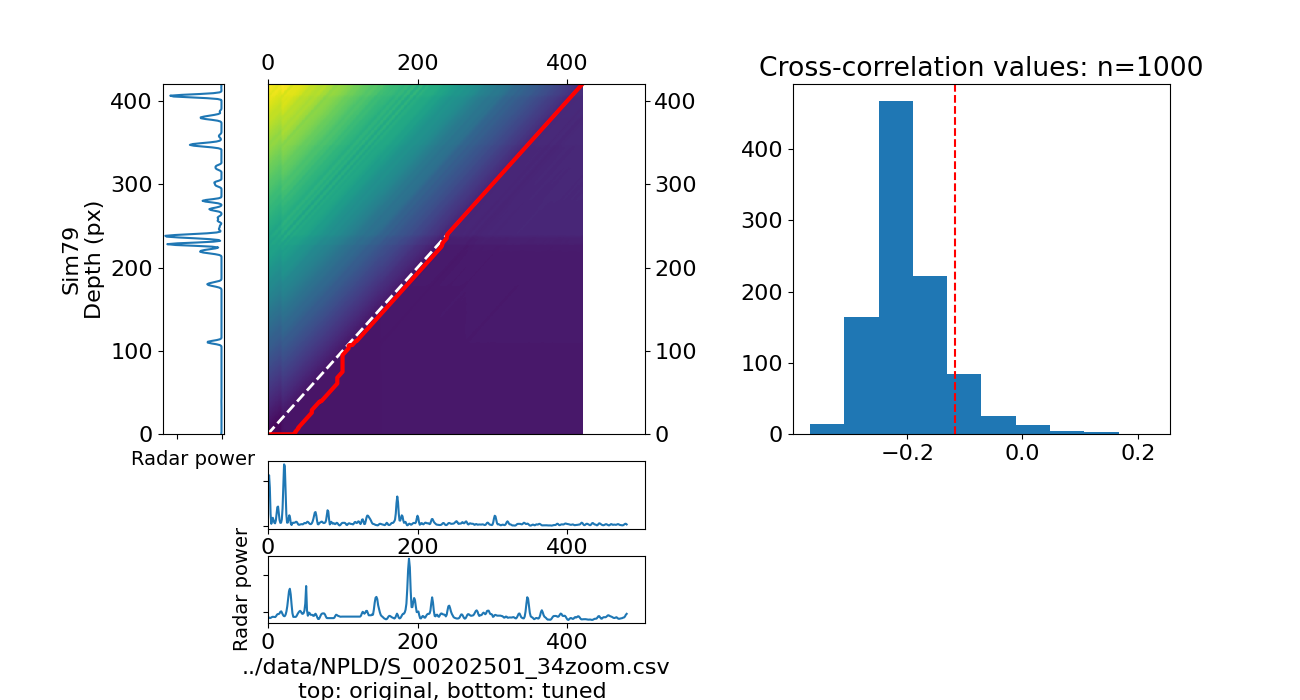 0 200 400
Cross-correlation values: n=1000
400 400
400
300 300
300
Sim79
Depth (px)
200 200
200
100 100
100
0 0 0
−0.2 0.0 0.2
Radar power
0 200 400
Radar power
0 200 400
../data/NPLD/S_00202501_34zoom.csv
top: original, bottom: tuned